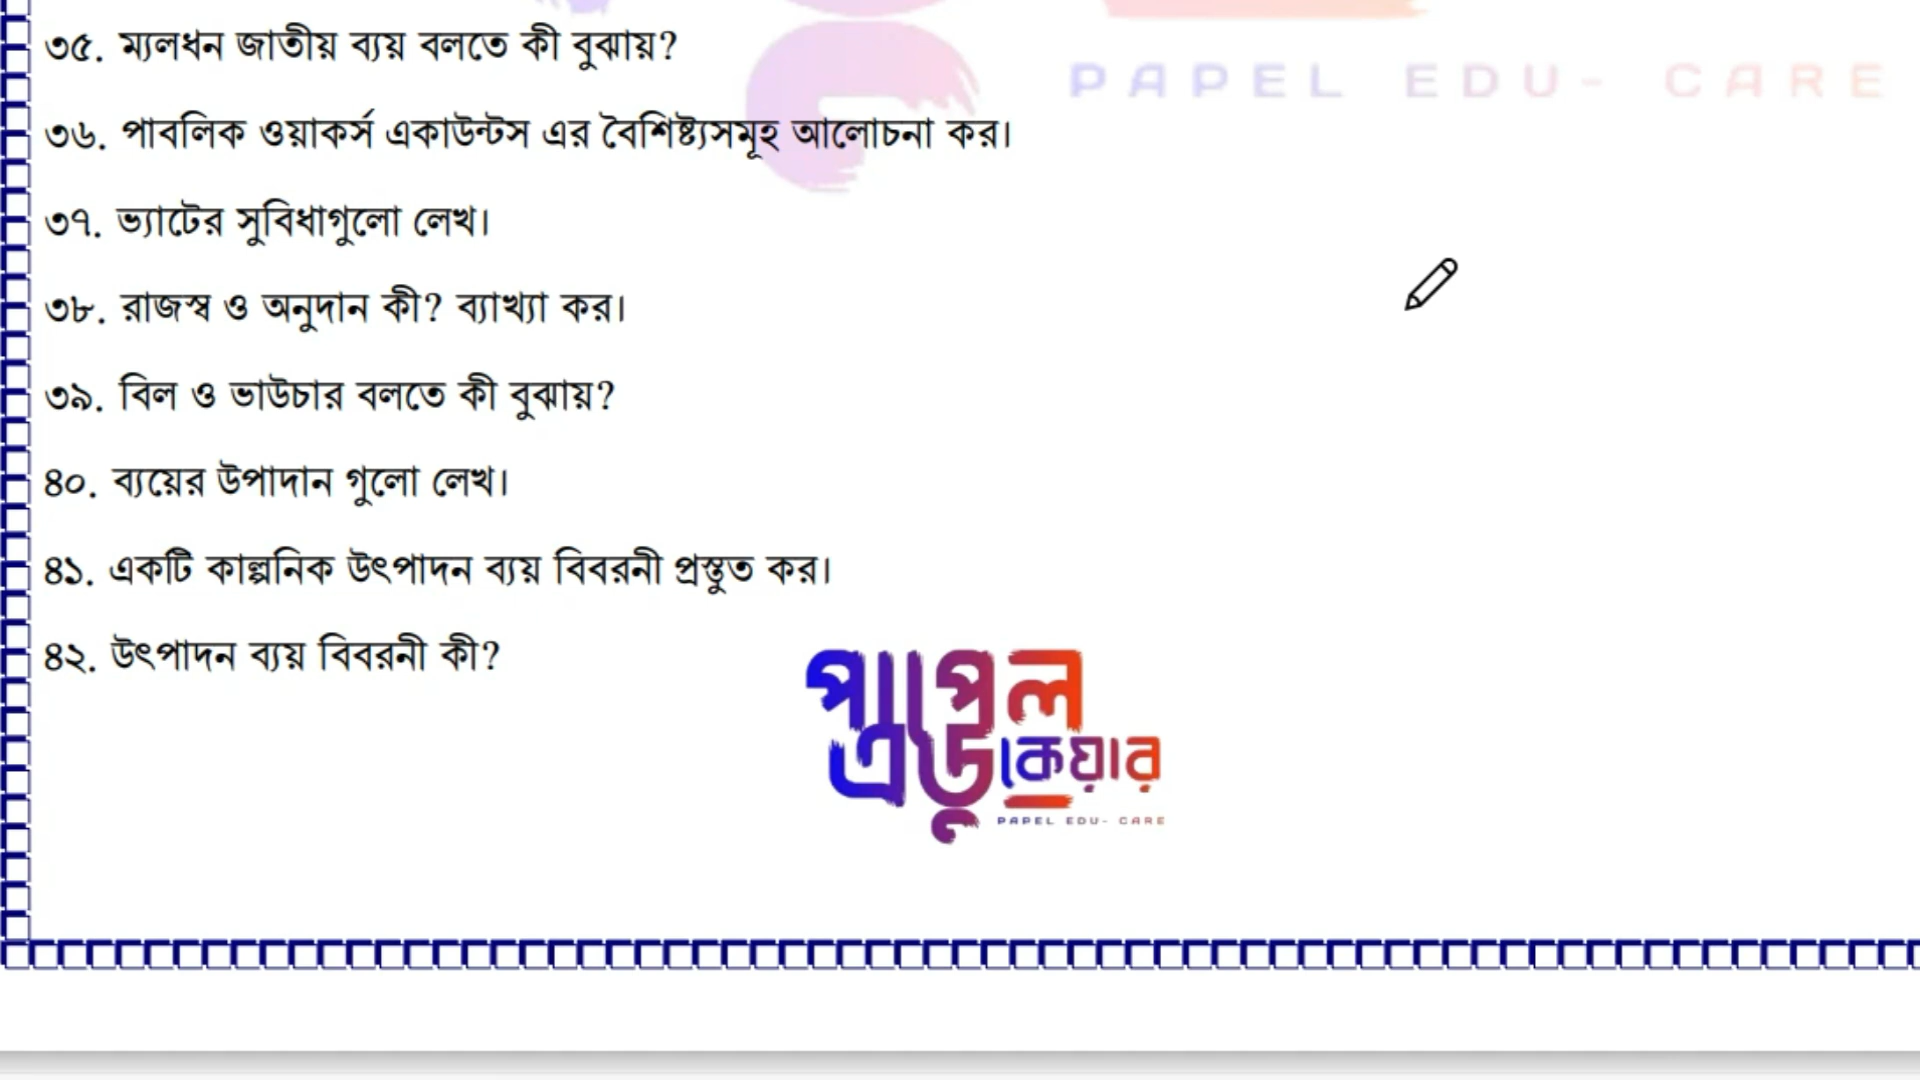 PAPEL EDU- CARE
৩৫. ম্যলধন জাতীয় ব্যয় বলতে কী বুঝায়?
৩৬. পাবলিক ওয়াকর্স একাউন্টস এর বৈশিষ্ট্যসমূহ আলোচনা কর।
৩৭. ভ্যাটের সুবিধাগুলো লেখ।
৩৮. রাজস্ব ও অনুদান কী? ব্যাখ্যা কর।
৩৯. বিল ও ভাউচার বলতে কী বুঝায়?
৪০. ব্যয়ের উপাদান গুলো লেখ।
৪১. একটি কাল্পনিক উৎপাদন ব্যয় বিবরনী প্রস্তুত কর।
৪২. উৎপাদন ব্যয় বিবরনী কী?
পাপেল
এডু কেয়ার
PAPEL EDU- CARE